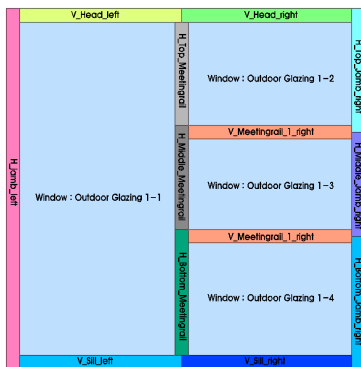 V_Head_left
V_Head_right
H_Top_Meetingrail
H_Top_Jamb_right
Window : Outdoor Glazing 1-2
V_Meetingrail_1_right
H_Jamb_left
Window : Outdoor Glazing 1-1
H_Middle_Meetingrail
Window : Outdoor Glazing 1-3
H_Middle_Jamb_right
V_Meetingrail_1_right
H_Bottom_Meetingrail
Window : Outdoor Glazing 1-4
H_Bottom_Jamb_right
V_Sill_left
V_Sill_right